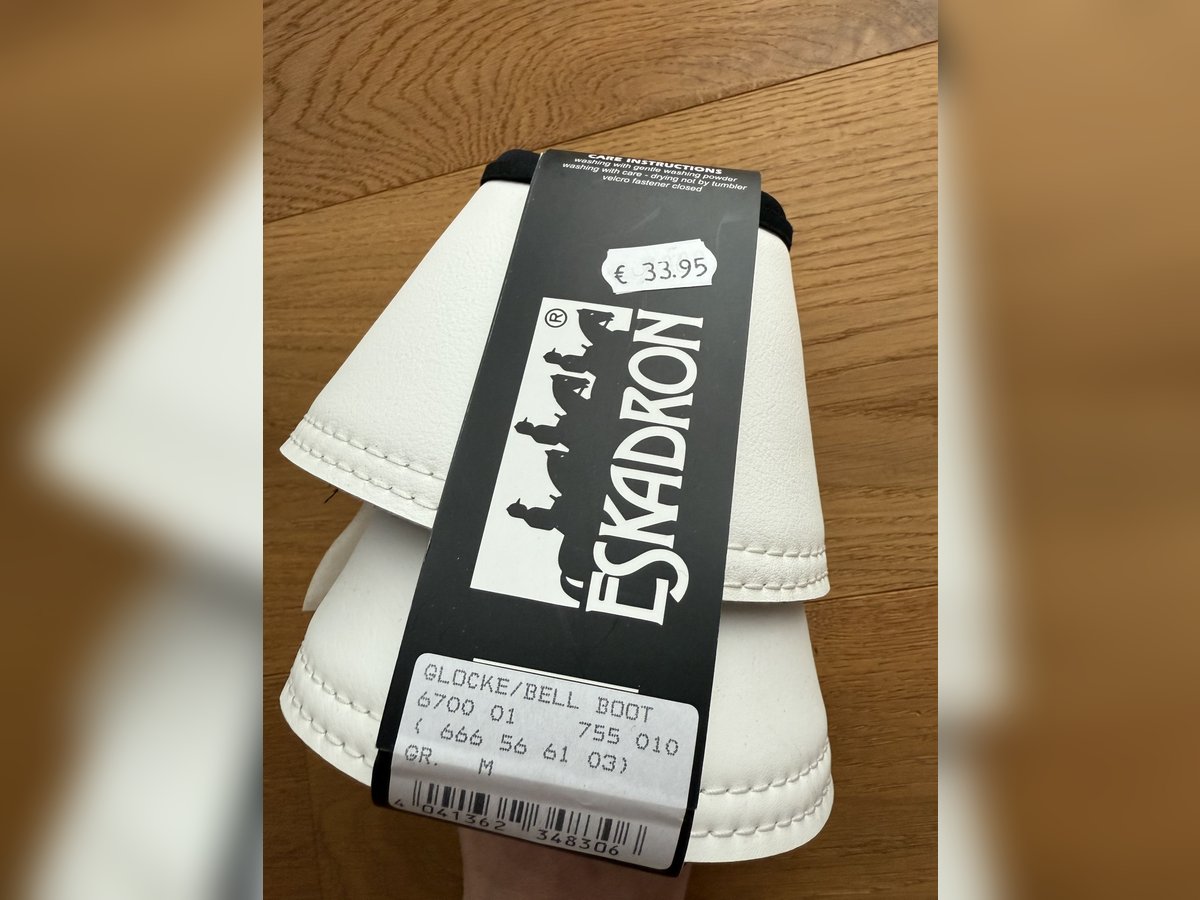 CARE INSTRUCTIONS
washing with gentle washing powder
washing with care - drying not by tumbler
velcro fastener closed
€ 33.95
®
ESKADRON
GLOCKE/BELL BOOT
6700 01 755 010
( 666 56 61 03)
GR. M
4 041362 348306